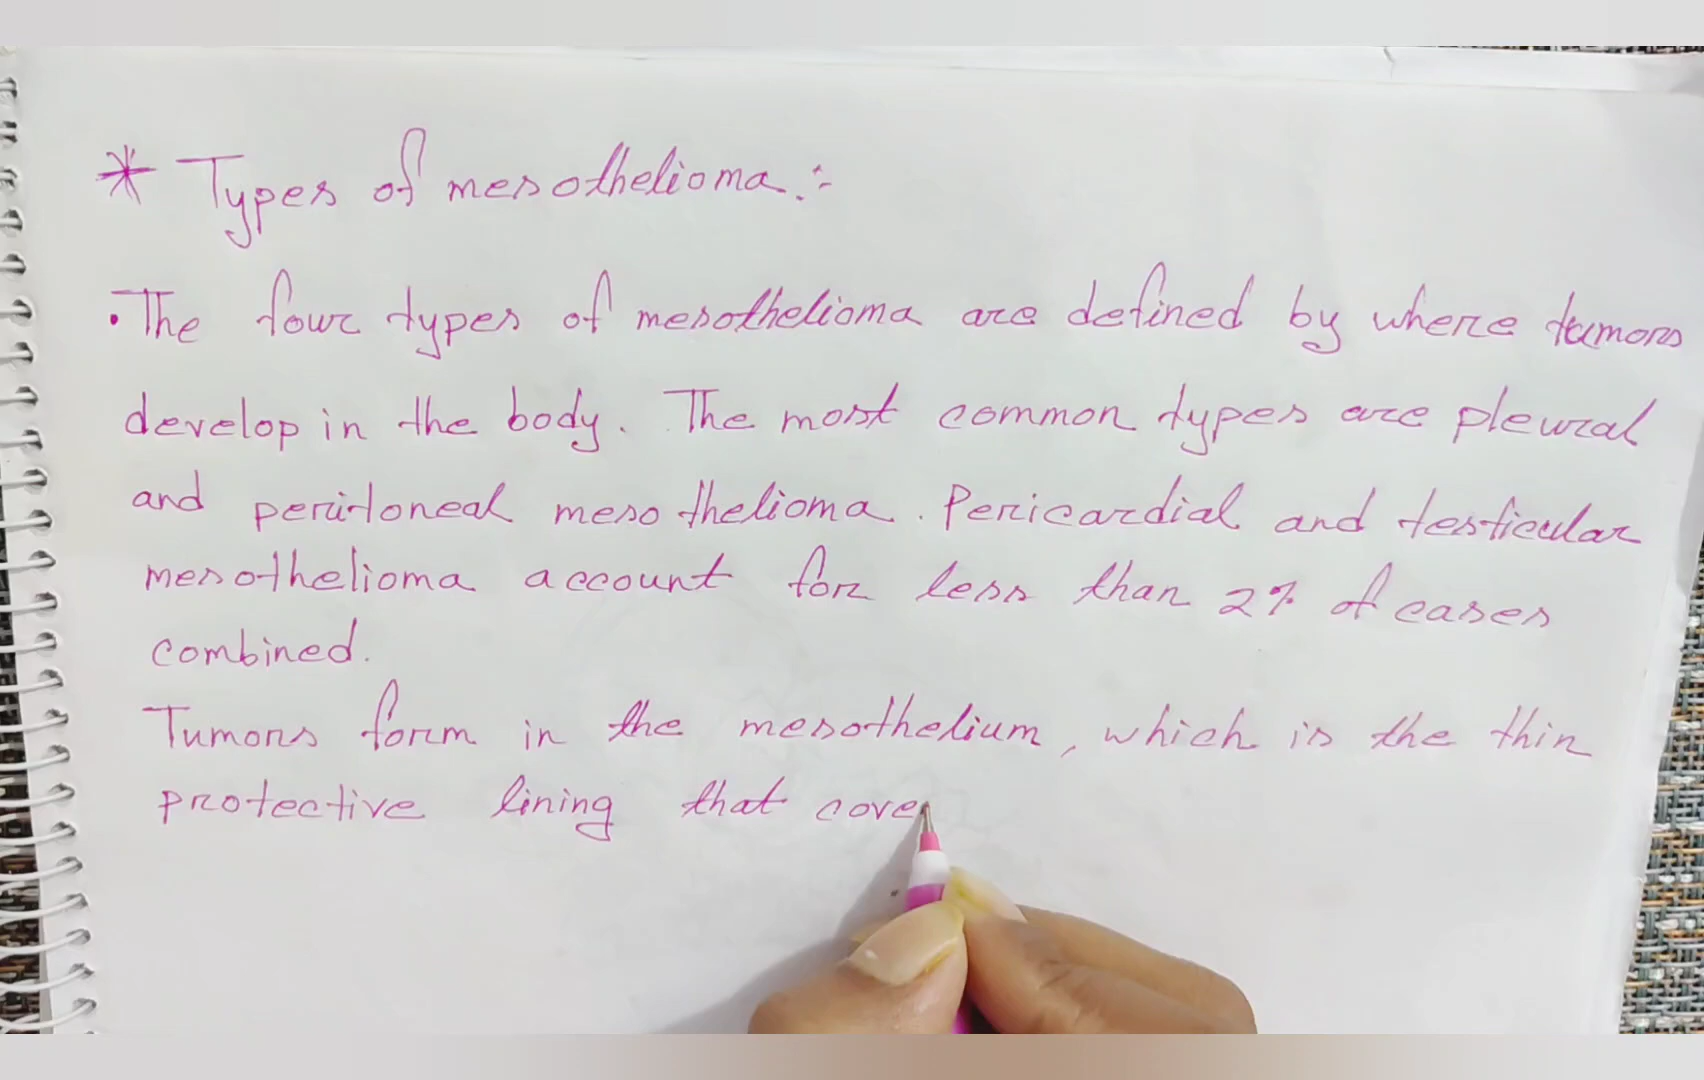 * Types of mesothelioma :-
• The four types of mesothelioma are defined by where tumors
develop in the body. The most common types are pleural
and peritoneal mesothelioma. Pericardial and testicular
mesothelioma account for less than 2% of cases
combined.
Tumors form in the mesothelium, which is the thin
protective lining that cove